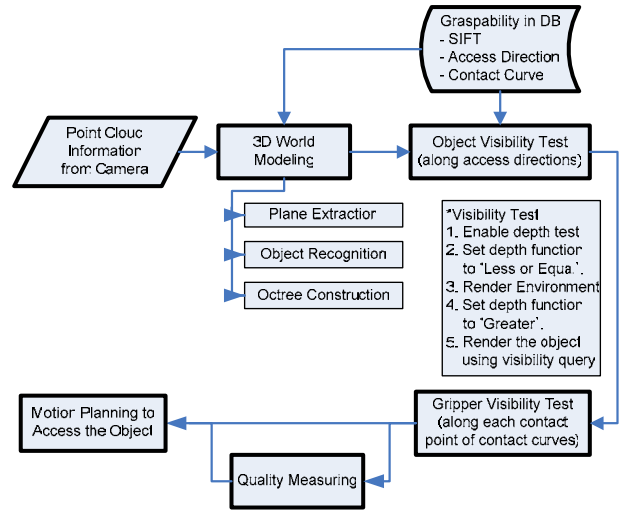 Graspability in DB
- SIFT
- Access Direction
- Contact Curve
Point Clouc
Information
from Camera
3D World
Modeling
Object Visibility Test
(along access directions)
Plane Extraction
Object Recognition
Octree Construction
*Visibility Test
1. Enable depth test
2. Set depth function
to “Less or Equa.’.
3. Render Environment
4. Set depth function
to “Greater’.
5. Render the object
using visibility query
Motion Planning to
Access the Object
Gripper Visibility Test
(along each contact
point of contact curves)
Quality Measuring